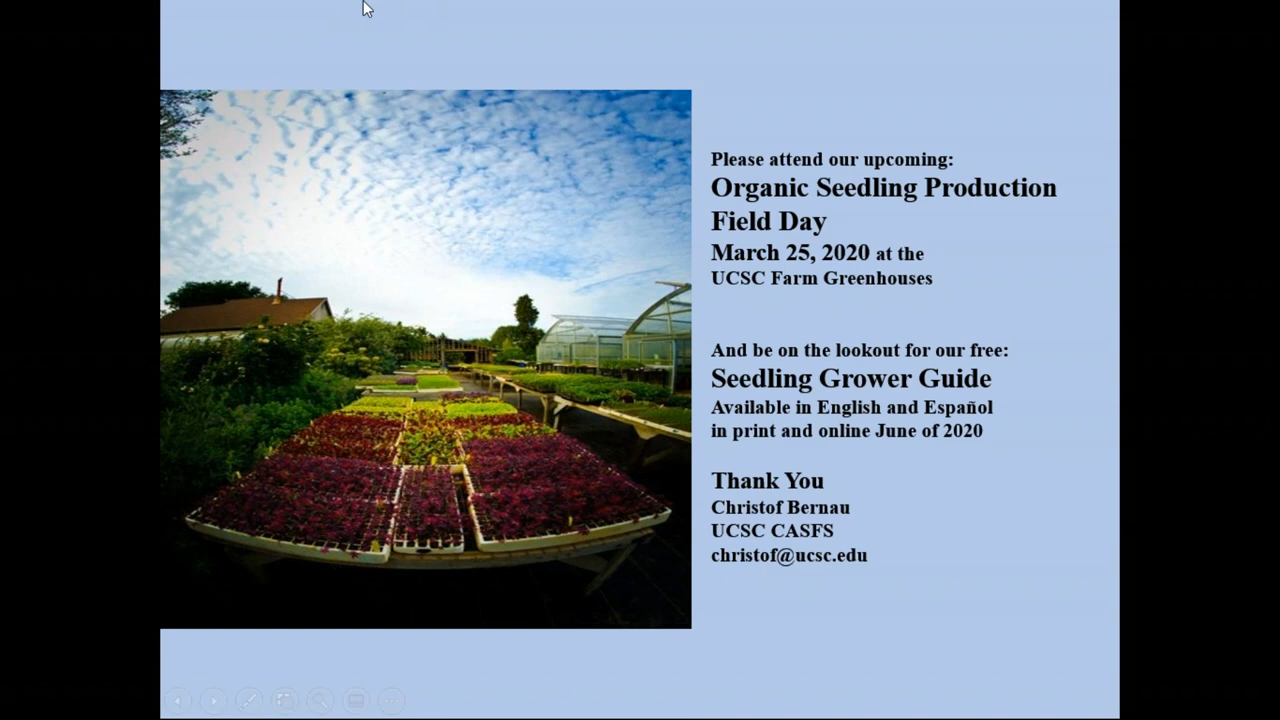 Please attend our upcoming:
Organic Seedling Production
Field Day
March 25, 2020 at the
UCSC Farm Greenhouses
And be on the lookout for our free:
Seedling Grower Guide
Available in English and Español
in print and online June of 2020
Thank You
Christof Bernau
UCSC CASFS
christof@ucsc.edu